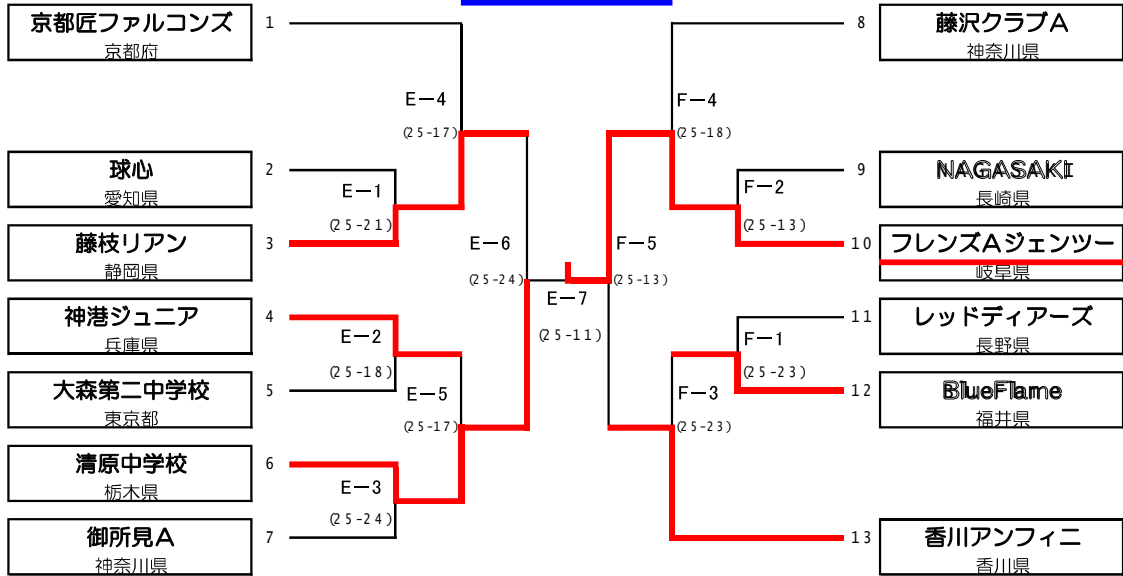 京都匠ファルコンズ
京都府
1
球心
愛知県
2
藤枝リアン
静岡県
3
神港ジュニア
兵庫県
4
大森第二中学校
東京都
5
清原中学校
栃木県
6
御所見A
神奈川県
7
E－4
(25-17)
E－1
(25-21)
E－2
(25-18)
E－5
(25-17)
E－3
(25-24)
E－6
(25-24)
E－7
(25-11)
F－5
(25-13)
F－4
(25-18)
F－2
(25-13)
F－1
(25-23)
F－3
(25-23)
8
藤沢クラブA
神奈川県
9
NAGASAKI
長崎県
10
フレンズAジェンツー
岐阜県
11
レッドディアーズ
長野県
12
BlueFlame
福井県
13
香川アンフィニ
香川県